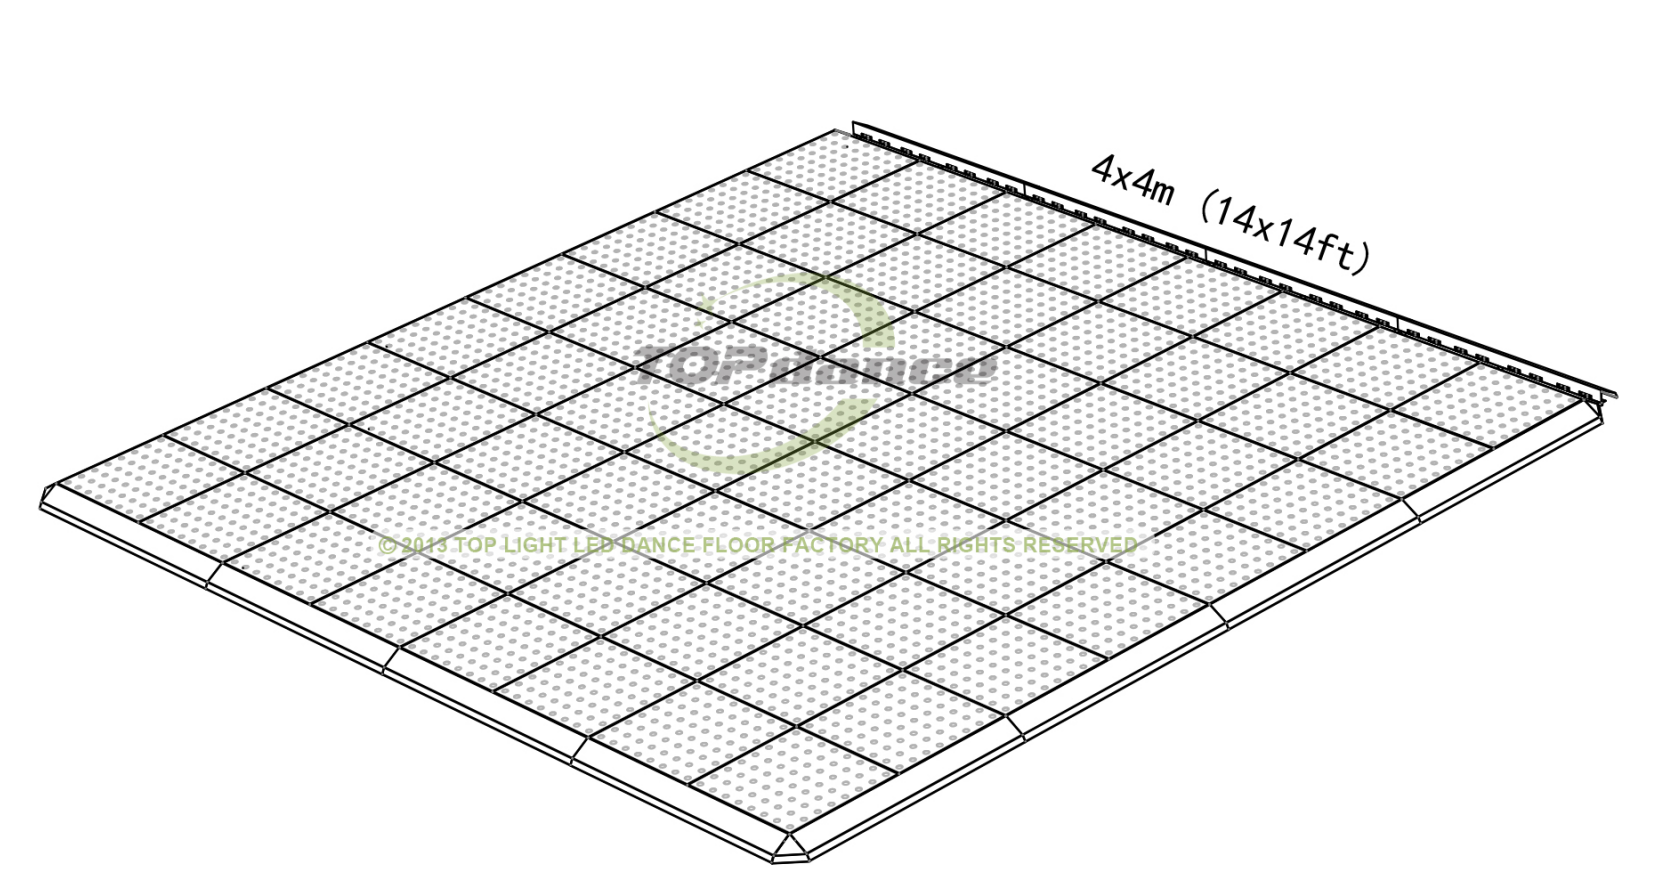 4x4m (14x14ft)
TOPdance
© 2013 TOP LIGHT LED DANCE FLOOR FACTORY ALL RIGHTS RESERVED